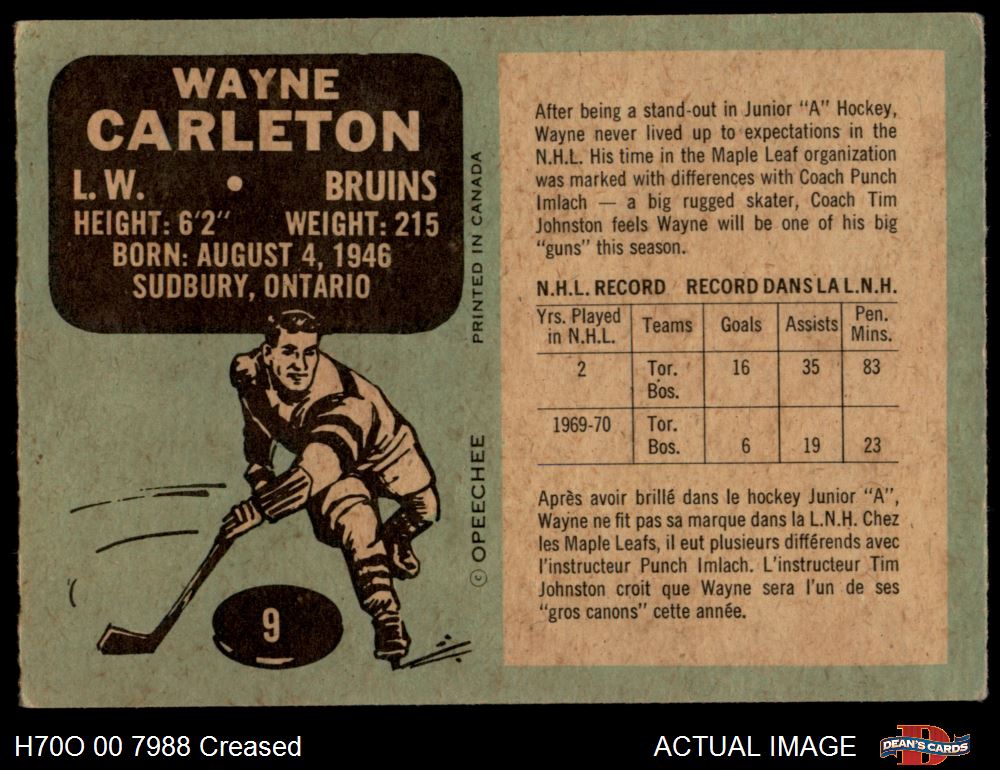 WAYNE
CARLETON
L.W. • BRUINS
HEIGHT: 6'2" WEIGHT: 215
BORN: AUGUST 4, 1946
SUDBURY, ONTARIO
9
© OPEECHEE PRINTED IN CANADA
After being a stand-out in Junior "A" Hockey,
Wayne never lived up to expectations in the
N.H.L. His time in the Maple Leaf organization
was marked with differences with Coach Punch
Imlach — a big rugged skater, Coach Tim
Johnston feels Wayne will be one of his big
"guns" this season.
N.H.L. RECORD RECORD DANS LA L.N.H.
Yrs. Played Teams Goals Assists Pen.
in N.H.L. Mins.
2 Tor. 16 35 83
Bos.
1969-70 Tor.
Bos. 6 19 23
Après avoir brillé dans le hockey Junior "A",
Wayne ne fit pas sa marque dans la L.N.H. Chez
les Maple Leafs, il eut plusieurs différends avec
l'instructeur Punch Imlach. L'instructeur Tim
Johnston croit que Wayne sera l'un de ses
"gros canons" cette année.
H70O 00 7988 Creased ACTUAL IMAGE
D
DEAN'S CARDS